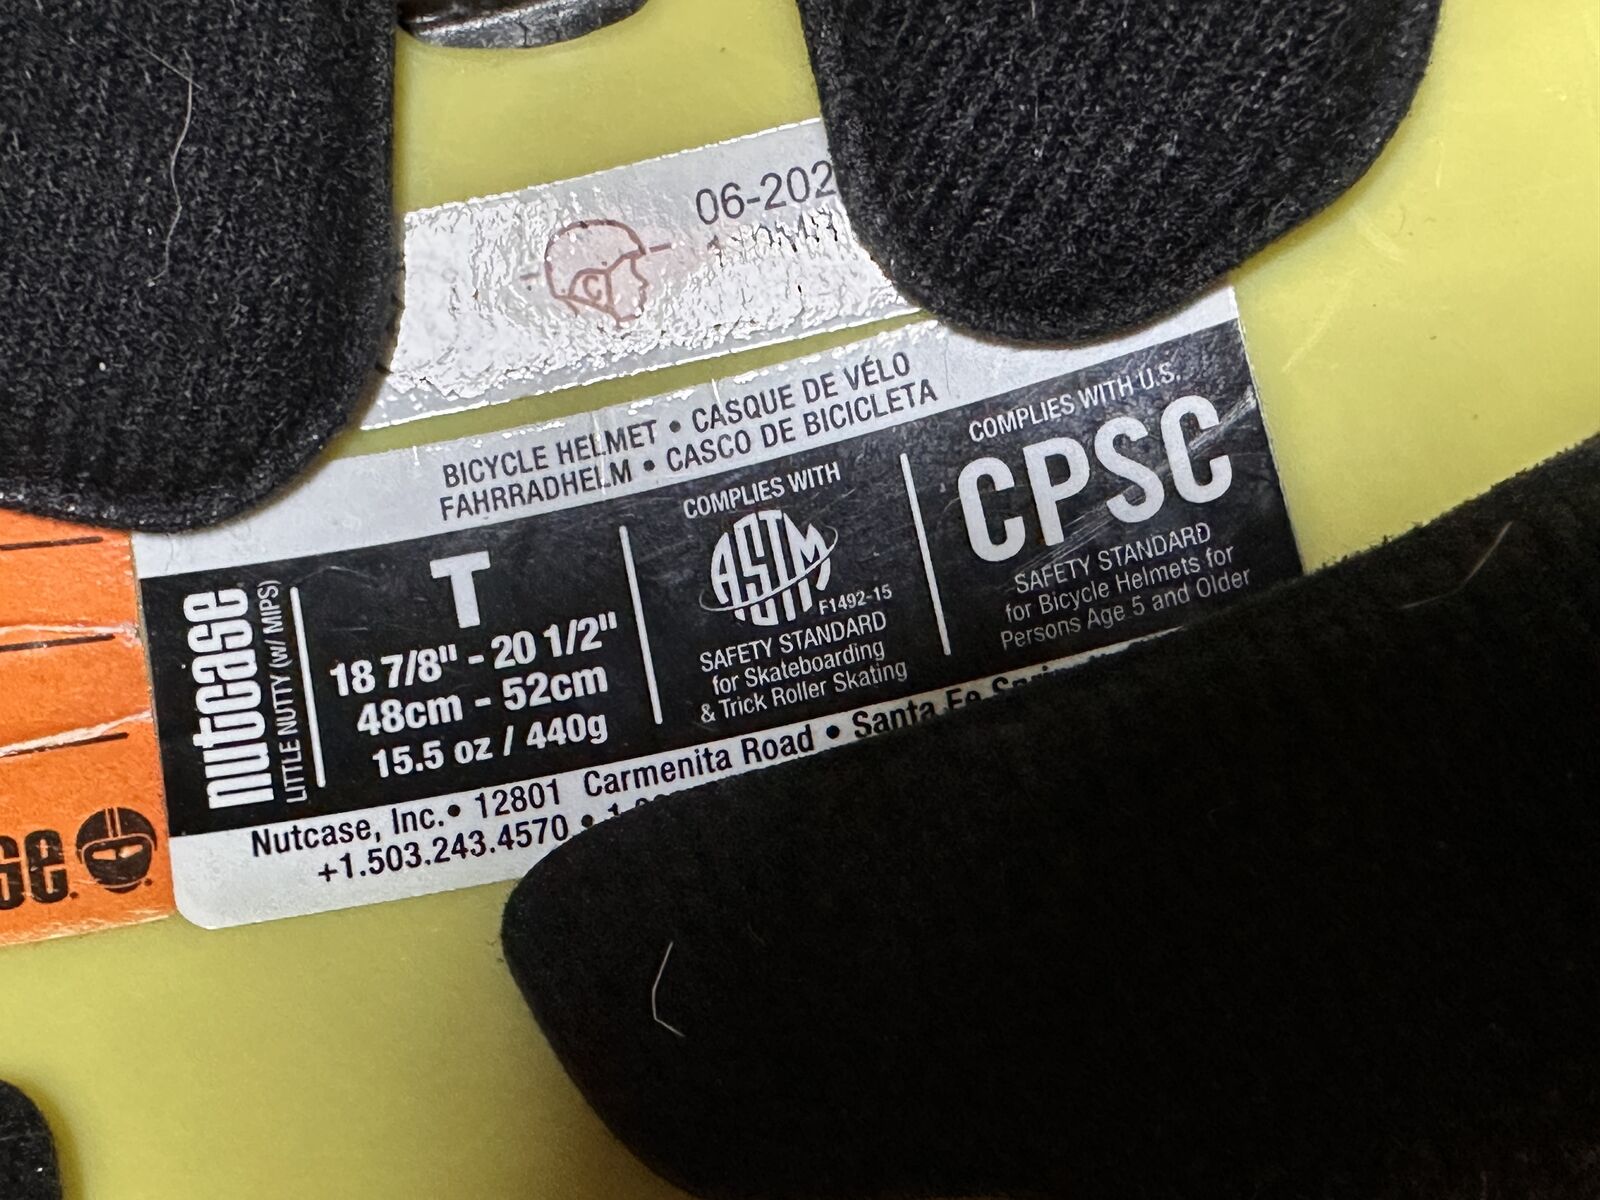 06-202
BICYCLE HELMET • CASQUE DE VÉLO
FAHRRADHELM • CASCO DE BICICLETA
nutcase
LITTLE NUTTY (W/ MIPS)
T
18 7/8" - 20 1/2"
48cm - 52cm
15.5 oz / 440g
COMPLIES WITH
ASTM
F1492-15
SAFETY STANDARD
for Skateboarding
& Trick Roller Skating
COMPLIES WITH U.S.
CPSC
SAFETY STANDARD
for Bicycle Helmets for
Persons Age 5 and Older
Nutcase, Inc.• 12801 Carmenita Road • Santa Fe
+1.503.243.4570 •
se.